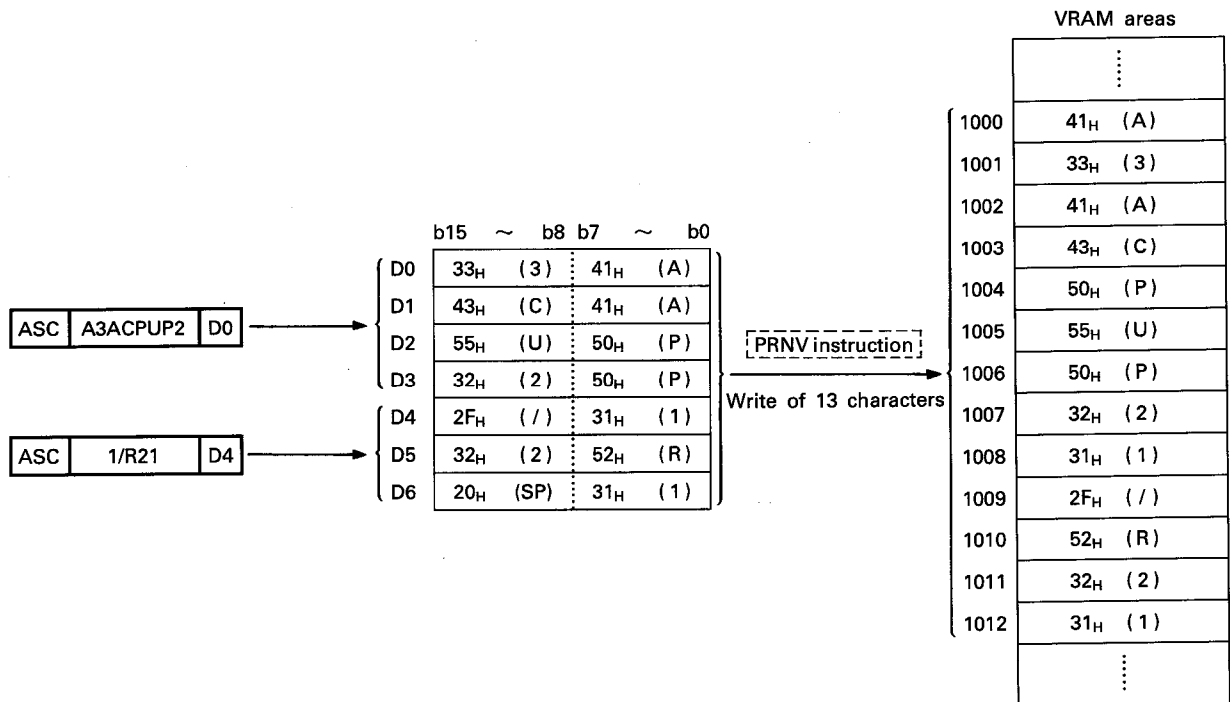 VRAM areas
1000 41H (A)
1001 33H (3)
1002 41H (A)
b15 ~ b8 b7 ~ b0
1003 43H (C)
D0 33H (3) 41H (A)
1004 50H (P)
ASC A3ACPUP2 D0
D1 43H (C) 41H (A)
1005 55H (U)
D2 55H (U) 50H (P)
PRNV instruction
1006 50H (P)
D3 32H (2) 50H (P)
Write of 13 characters
1007 32H (2)
D4 2FH (/) 31H (1)
1008 31H (1)
ASC 1/R21 D4
D5 32H (2) 52H (R)
1009 2FH (/)
D6 20H (SP) 31H (1)
1010 52H (R)
1011 32H (2)
1012 31H (1)